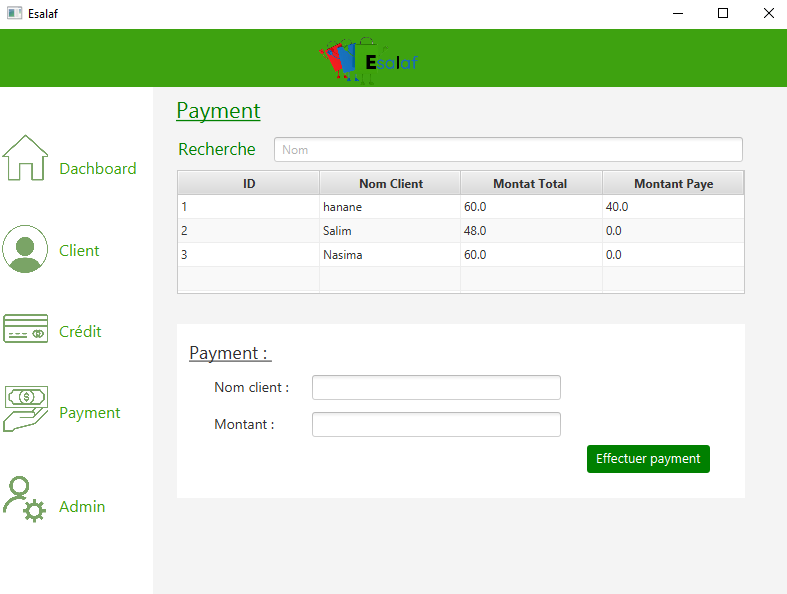 Esalaf
Esalaf
Payment
Recherche Nom
ID Nom Client Montat Total Montant Paye
1 hanane 60.0 40.0
2 Salim 48.0 0.0
3 Nasima 60.0 0.0
Dachboard
Client
Crédit
Payment
Admin
Payment :
Nom client :
Montant :
Effectuer payment